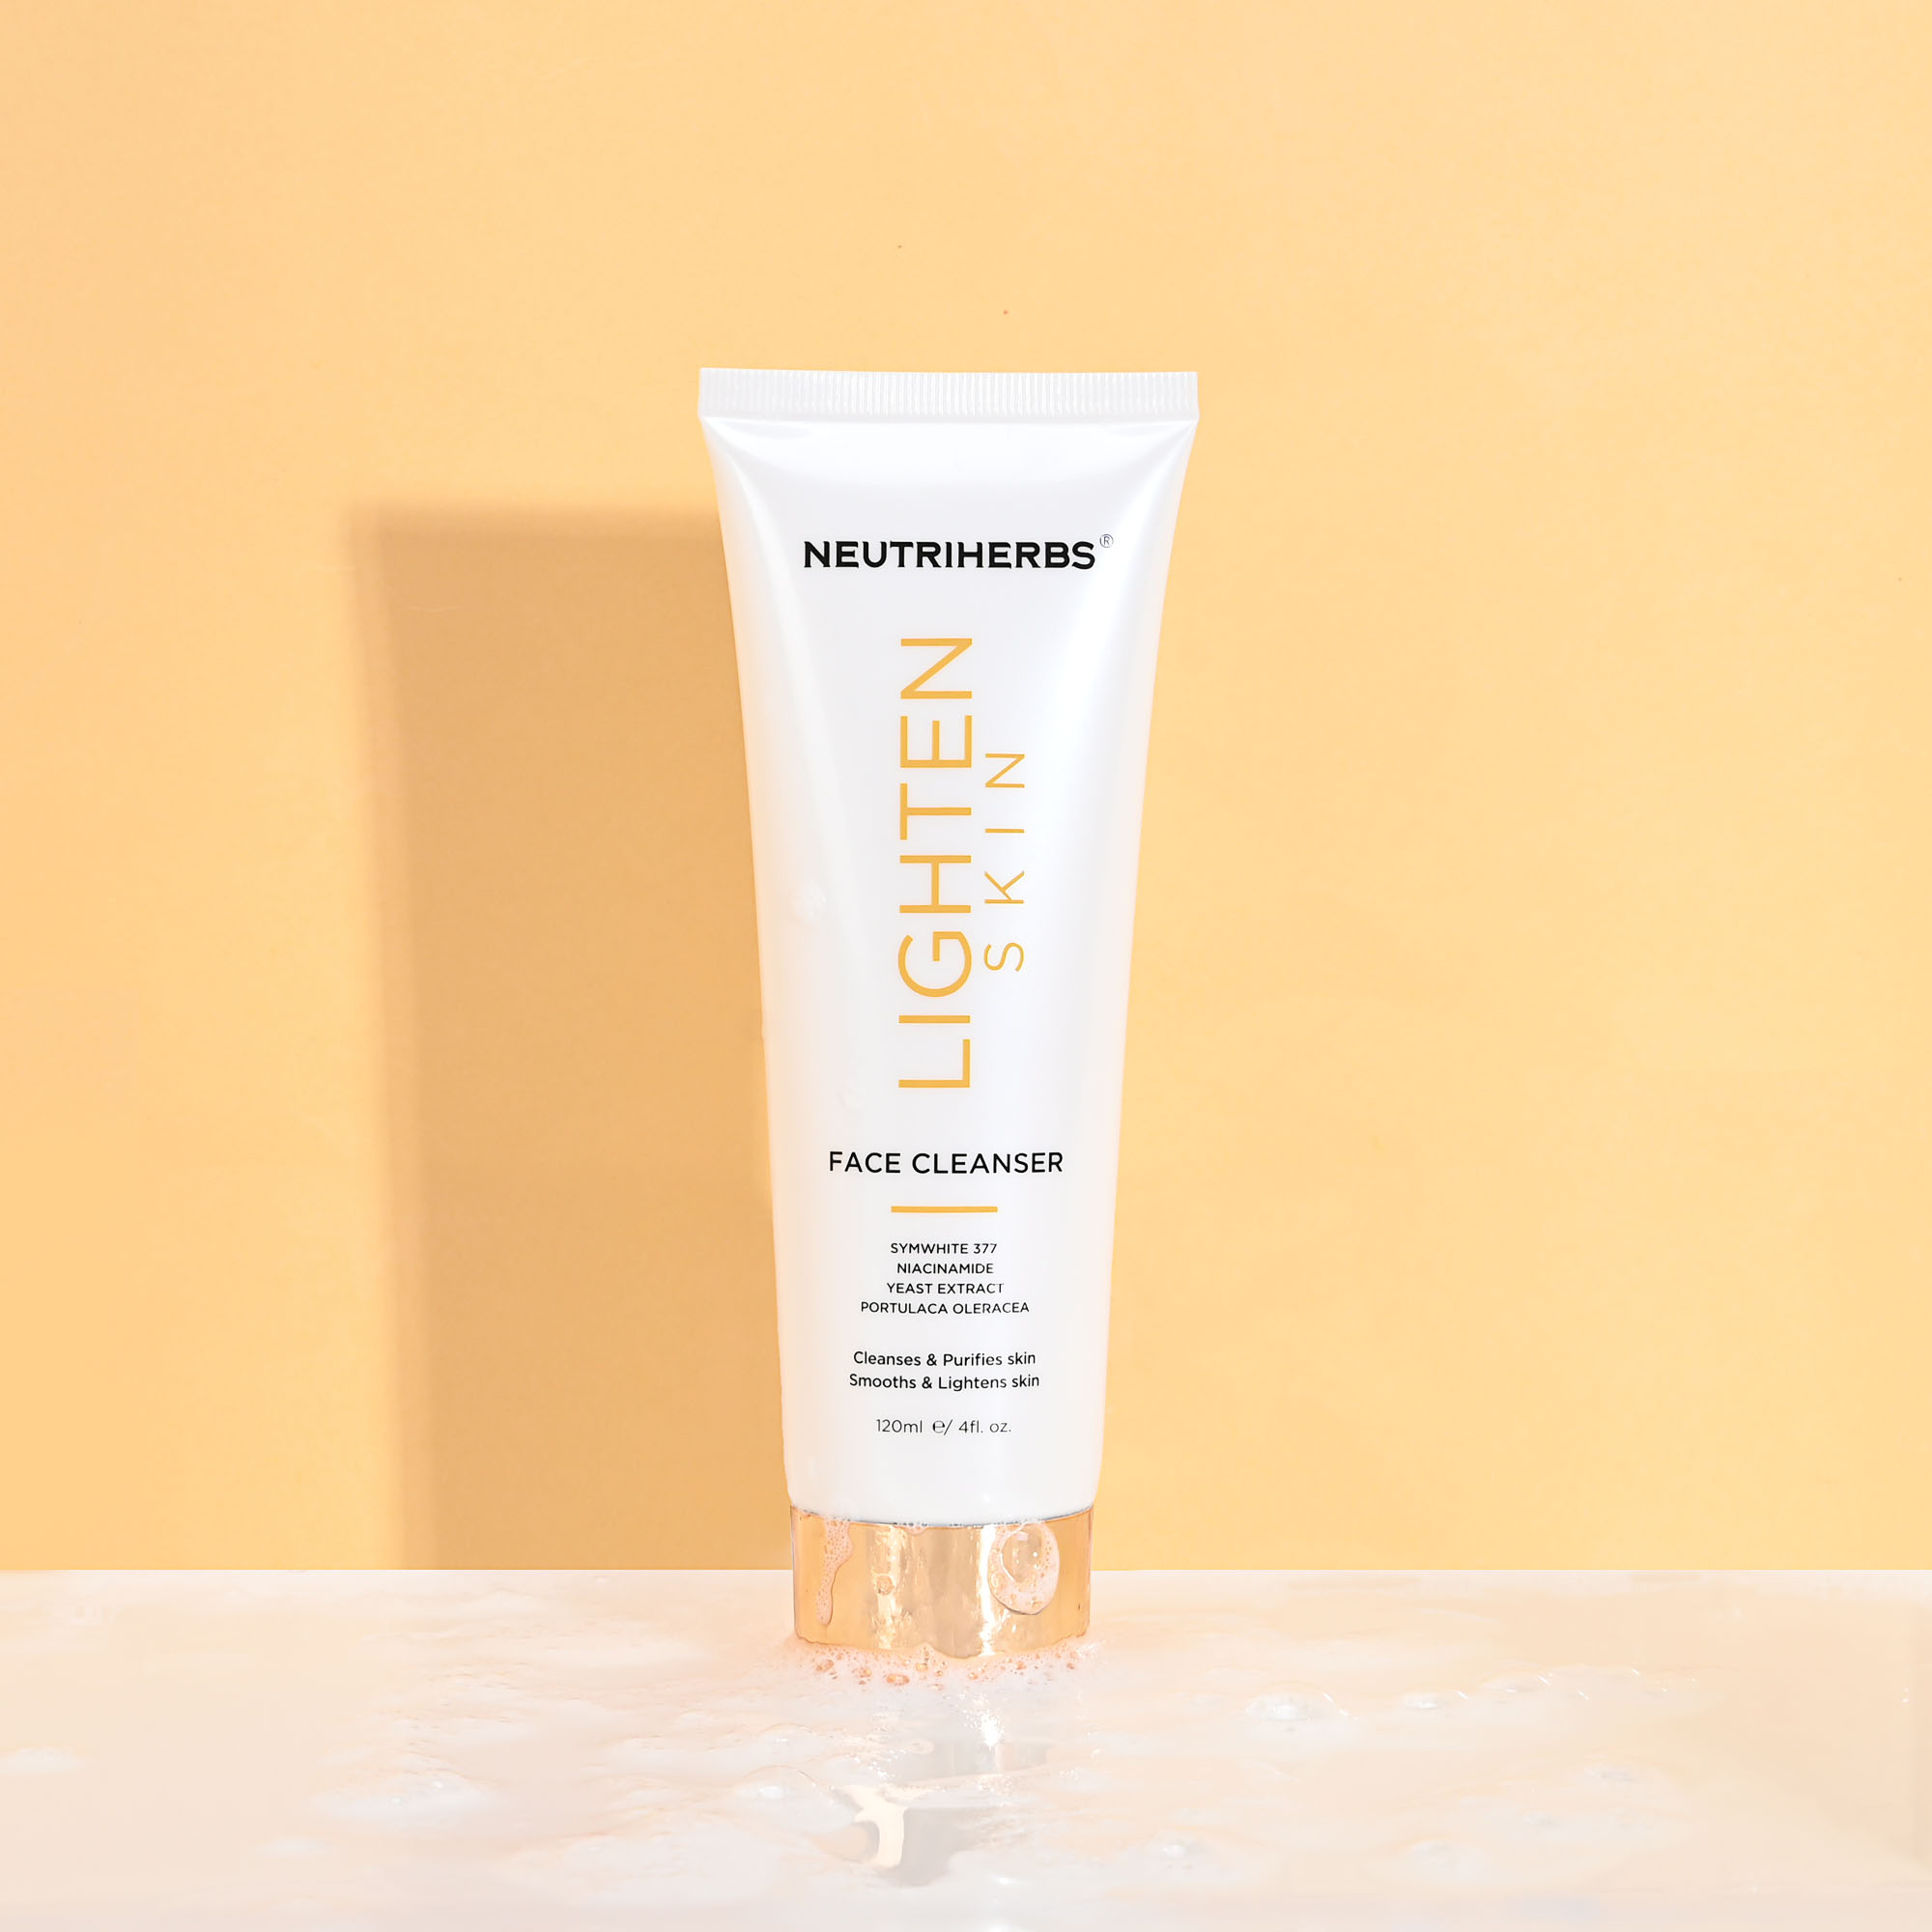 NEUTRIHERBS®
LIGHTEN
SKIN
FACE CLEANSER
SYMWHITE 377
NIACINAMIDE
YEAST EXTRACT
PORTULACA OLERACEA
Cleanses & Purifies skin
Smooths & Lightens skin
120ml ℮/ 4fl. oz.